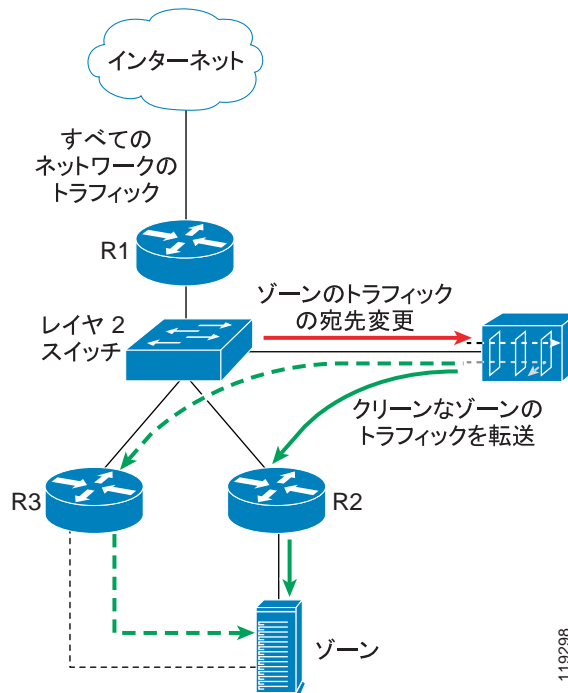 インターネット
すべての
ネットワークの
トラフィック
R1
ゾーンのトラフィック
の宛先変更
レイヤ 2
スイッチ
クリーンなゾーンの
トラフィックを転送
R3
R2
ゾーン
119298